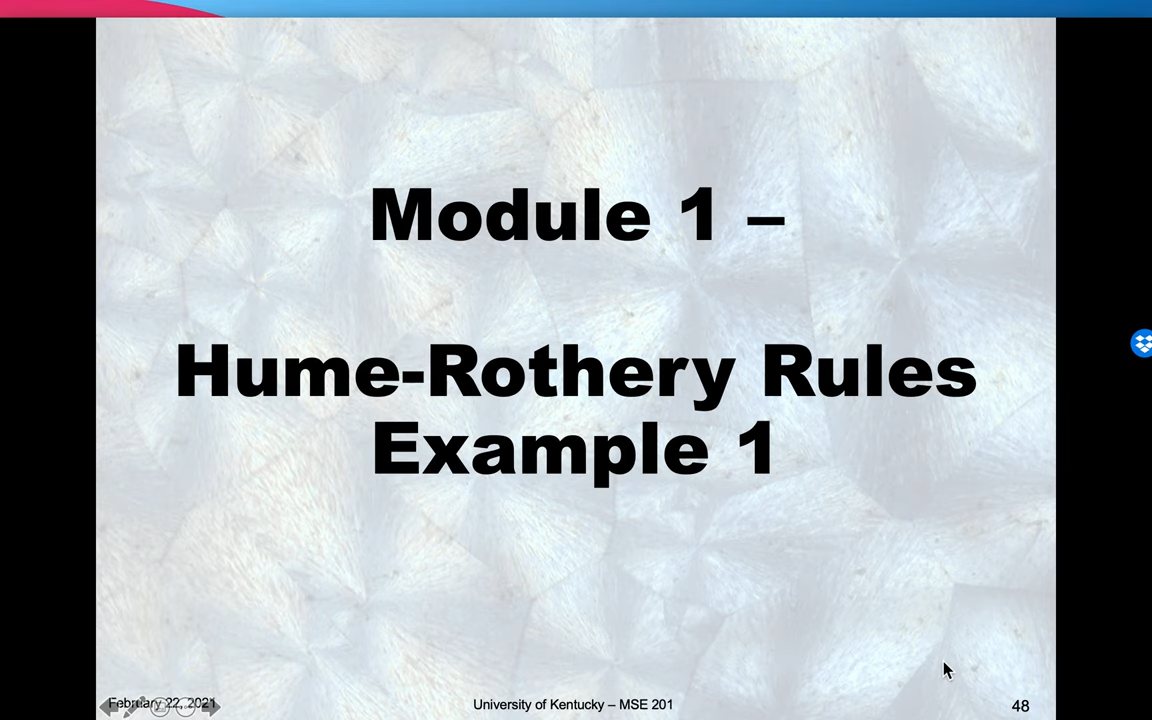 Module 1 –
Hume-Rothery Rules
Example 1
February 22, 2021
University of Kentucky – MSE 201
48